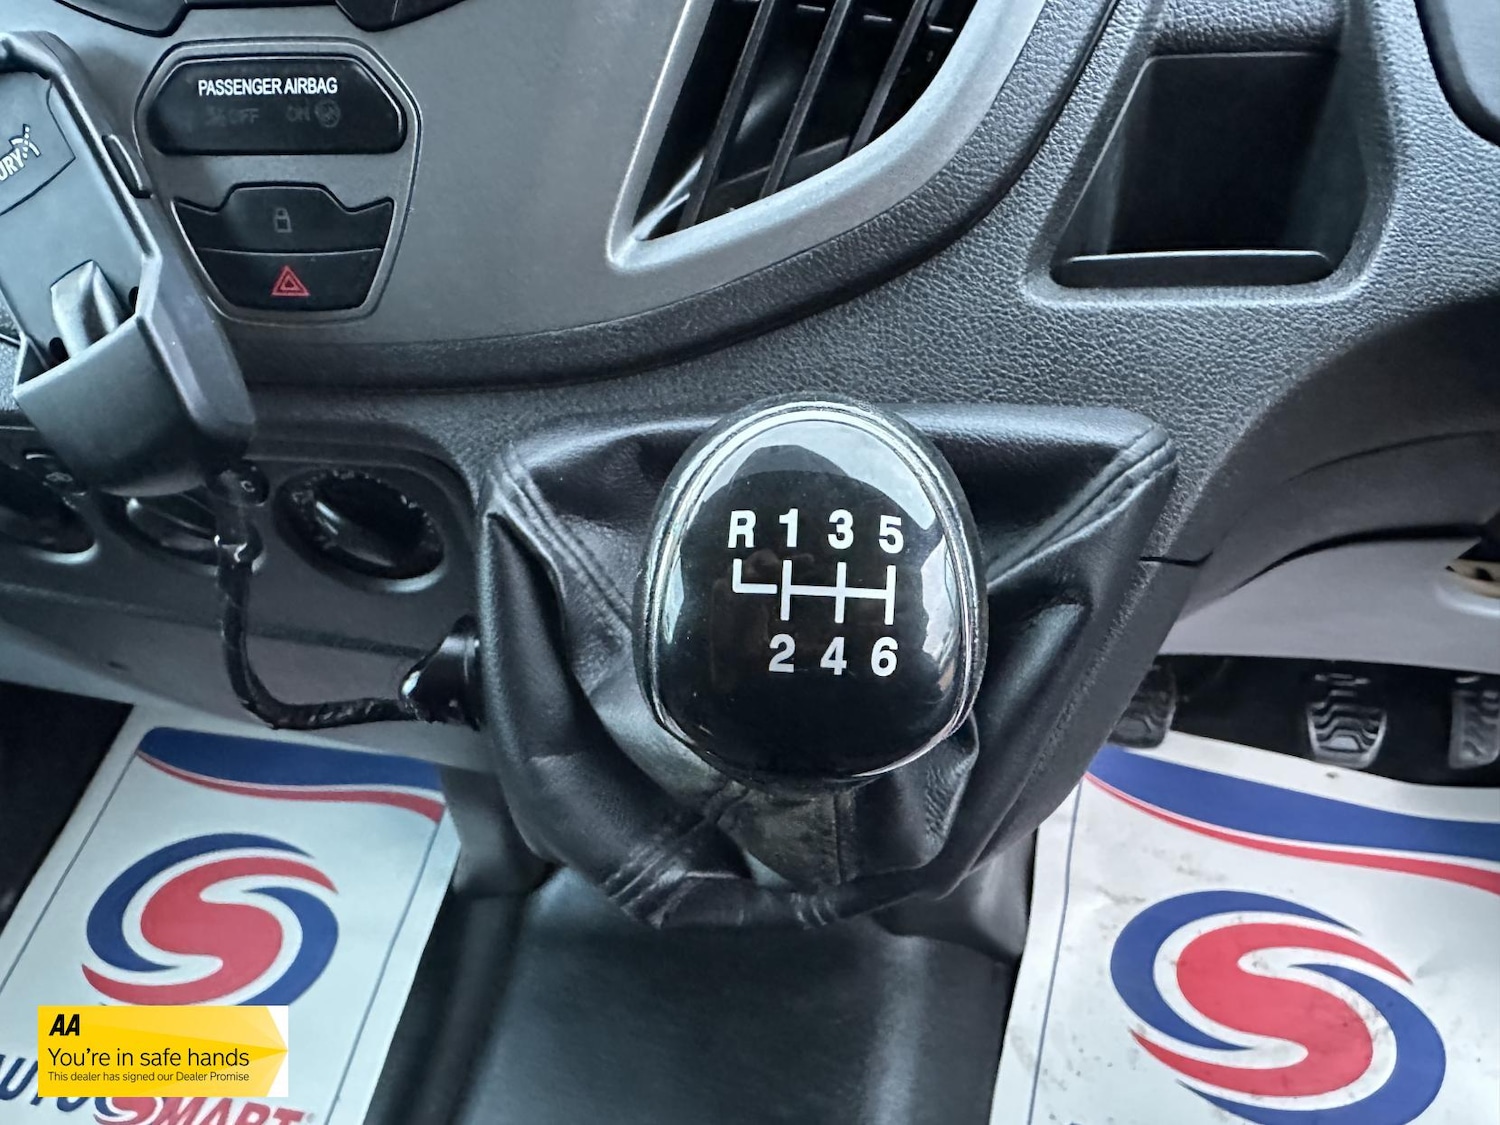 PASSENGER AIRBAG
OFF ON
R 1 3 5
2 4 6
AA
You're in safe hands
This dealer has signed our Dealer Promise